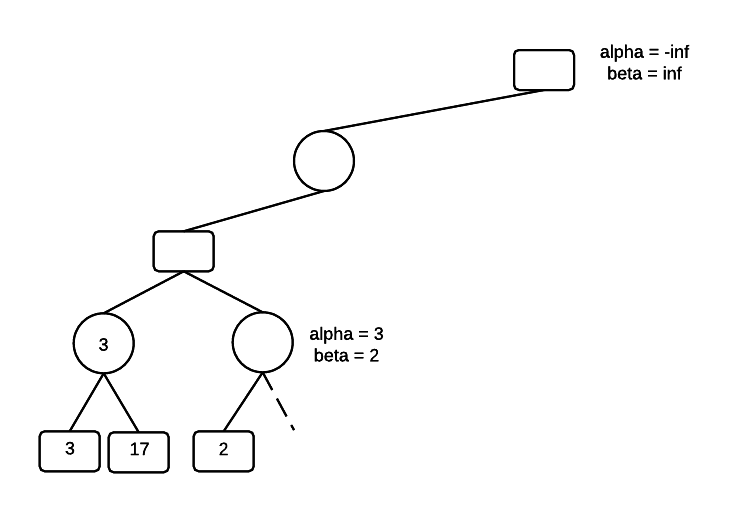 alpha = -inf
beta = inf
3
alpha = 3
beta = 2
3
17
2